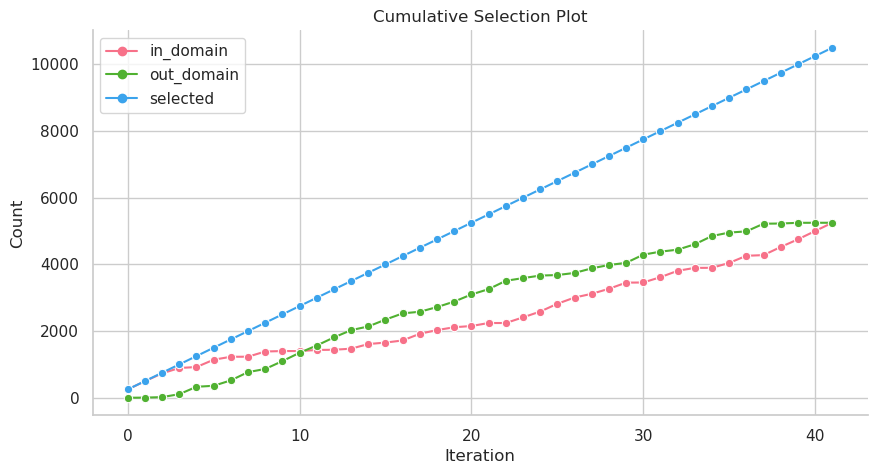 Cumulative Selection Plot
in_domain
out_domain
selected
10000
8000
6000
4000
2000
0
Count
0 10 20 30 40
Iteration